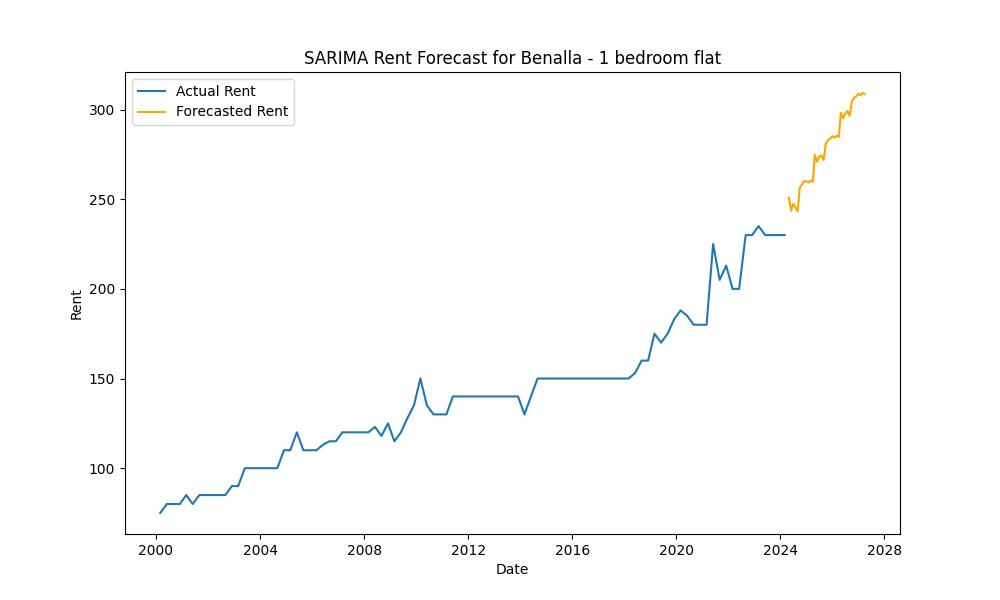 SARIMA Rent Forecast for Benalla - 1 bedroom flat
Actual Rent
Forecasted Rent
300
250
200
150
100
Rent
2000 2004 2008 2012 2016 2020 2024 2028
Date